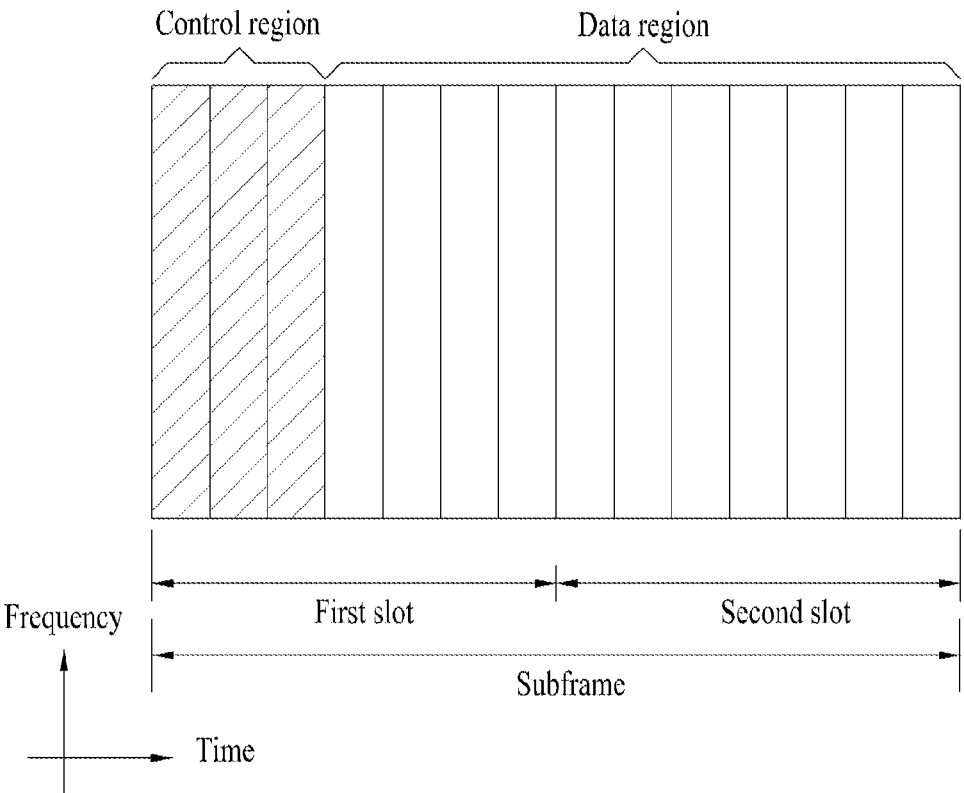 Control region
Data region
First slot
Second slot
Frequency
Subframe
Time